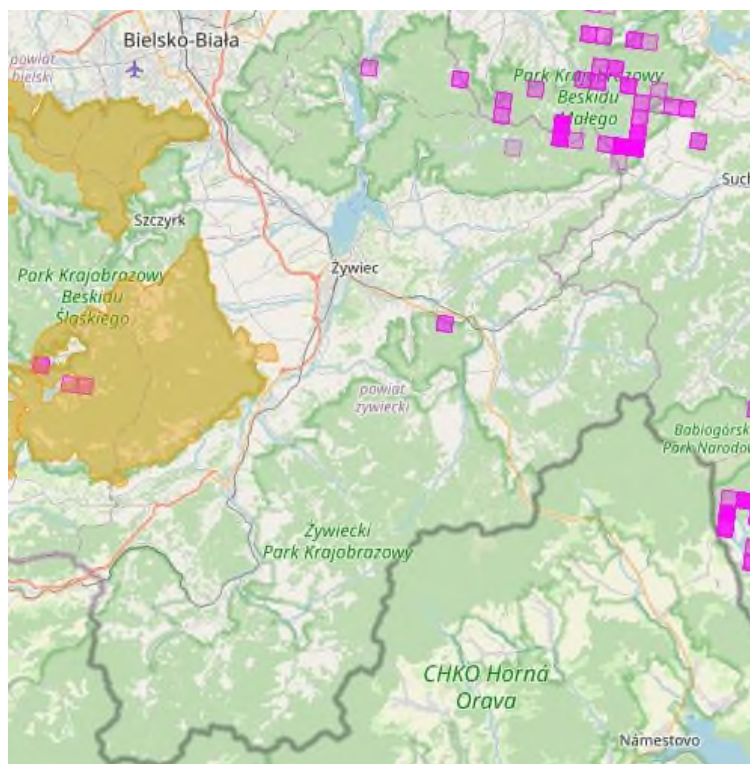 Bielsko-Biała
powiat
bielski
Park Krajobrazowy
Beskidu
Małego
Such
Szczyrk
Żywiec
Park Krajobrazowy
Beskidu
Śląskiego
powiat
żywiecki
Babiogórsk
Park Narodow
Żywiecki
Park Krajobrazowy
CHKO Horná
Orava
Námestovo